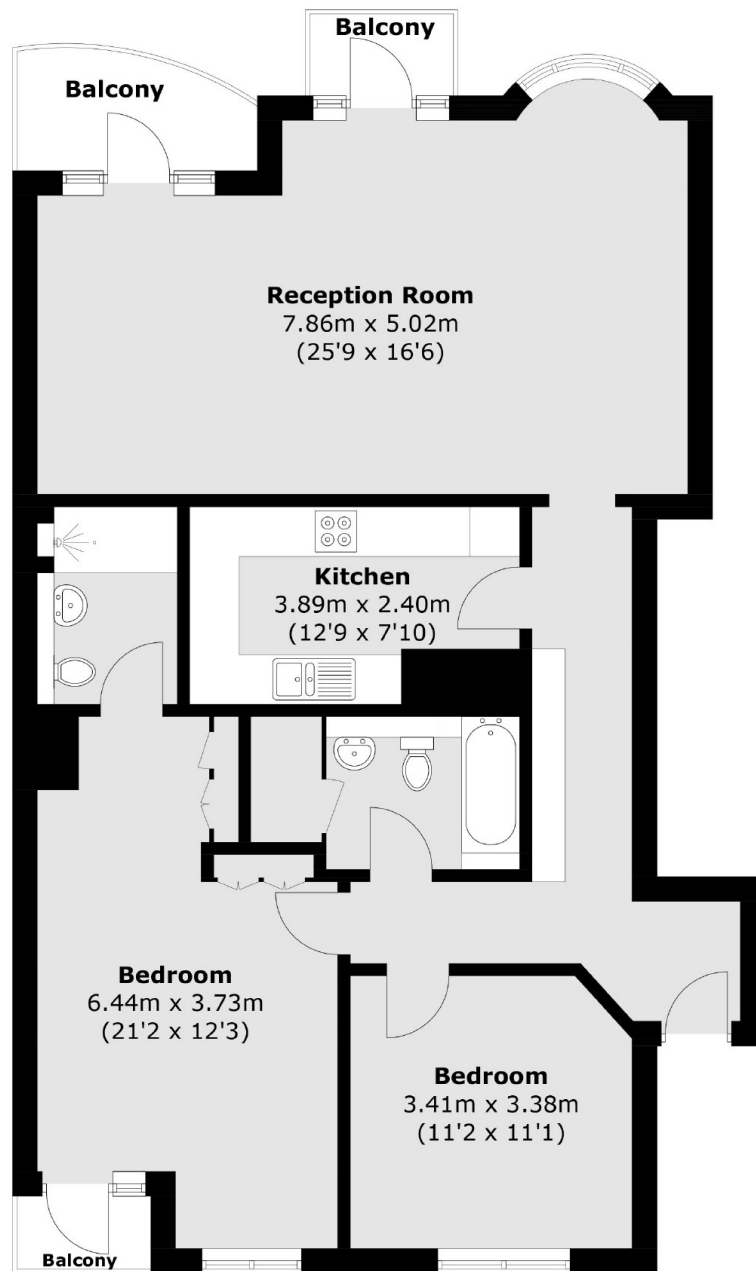 Balcony
Balcony
Reception Room
7.86m x 5.02m
(25'9 x 16'6)
Kitchen
3.89m x 2.40m
(12'9 x 7'10)
Bedroom
6.44m x 3.73m
(21'2 x 12'3)
Bedroom
3.41m x 3.38m
(11'2 x 11'1)
Balcony